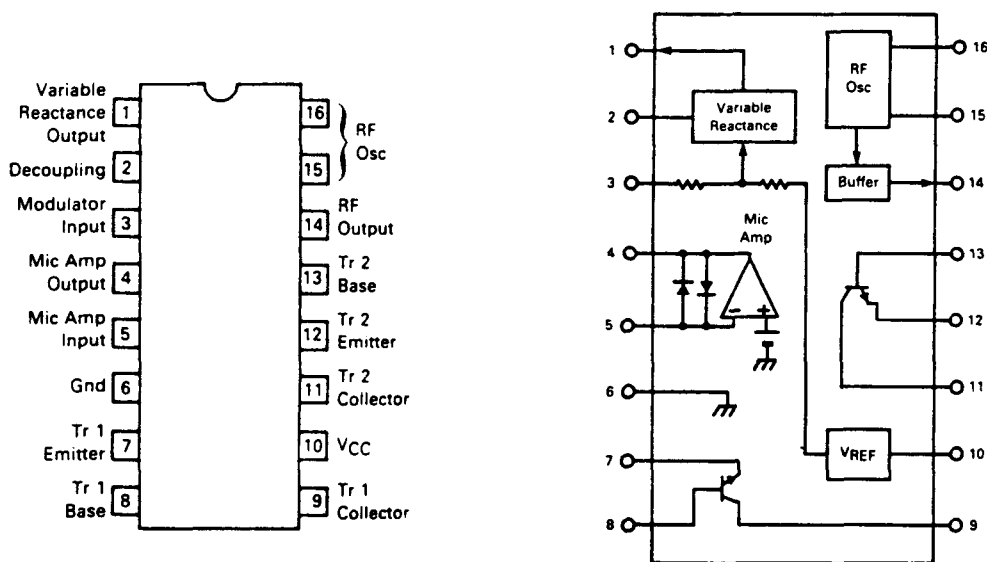 Variable
Reactance
Output
1
Decoupling
2
Modulator
Input
3
Mic Amp
Output
4
Mic Amp
Input
5
Gnd
6
Tr 1
Emitter
7
Tr 1
Base
8
16
RF
Osc
15
14
RF
Output
13
Tr 2
Base
12
Tr 2
Emitter
11
Tr 2
Collector
10
VCC
9
Tr 1
Collector
1
2
3
4
5
6
7
8
Variable
Reactance
RF
Osc
Buffer
Mic
Amp
VREF
16
15
14
13
12
11
10
9